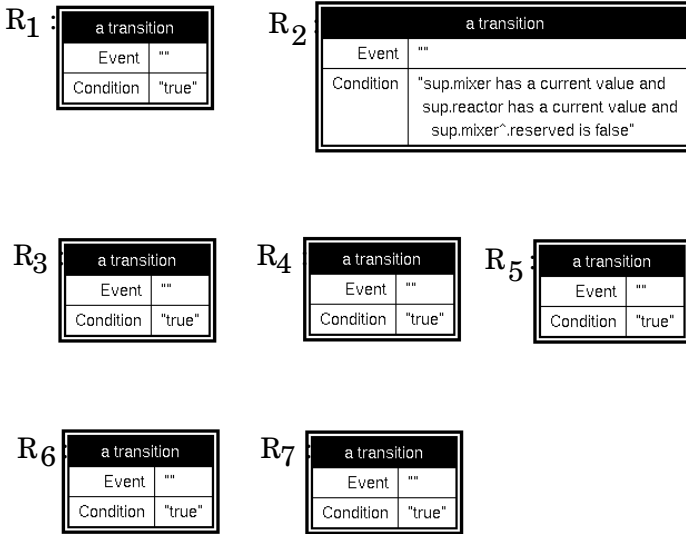 R1 :
a transition
Event ""
Condition "true"
R2 :
a transition
Event ""
Condition "sup.mixer has a current value and
sup.reactor has a current value and
sup.mixer^.reserved is false"
R3 :
a transition
Event ""
Condition "true"
R4 :
a transition
Event ""
Condition "true"
R5 :
a transition
Event ""
Condition "true"
R6 :
a transition
Event ""
Condition "true"
R7 :
a transition
Event ""
Condition "true"